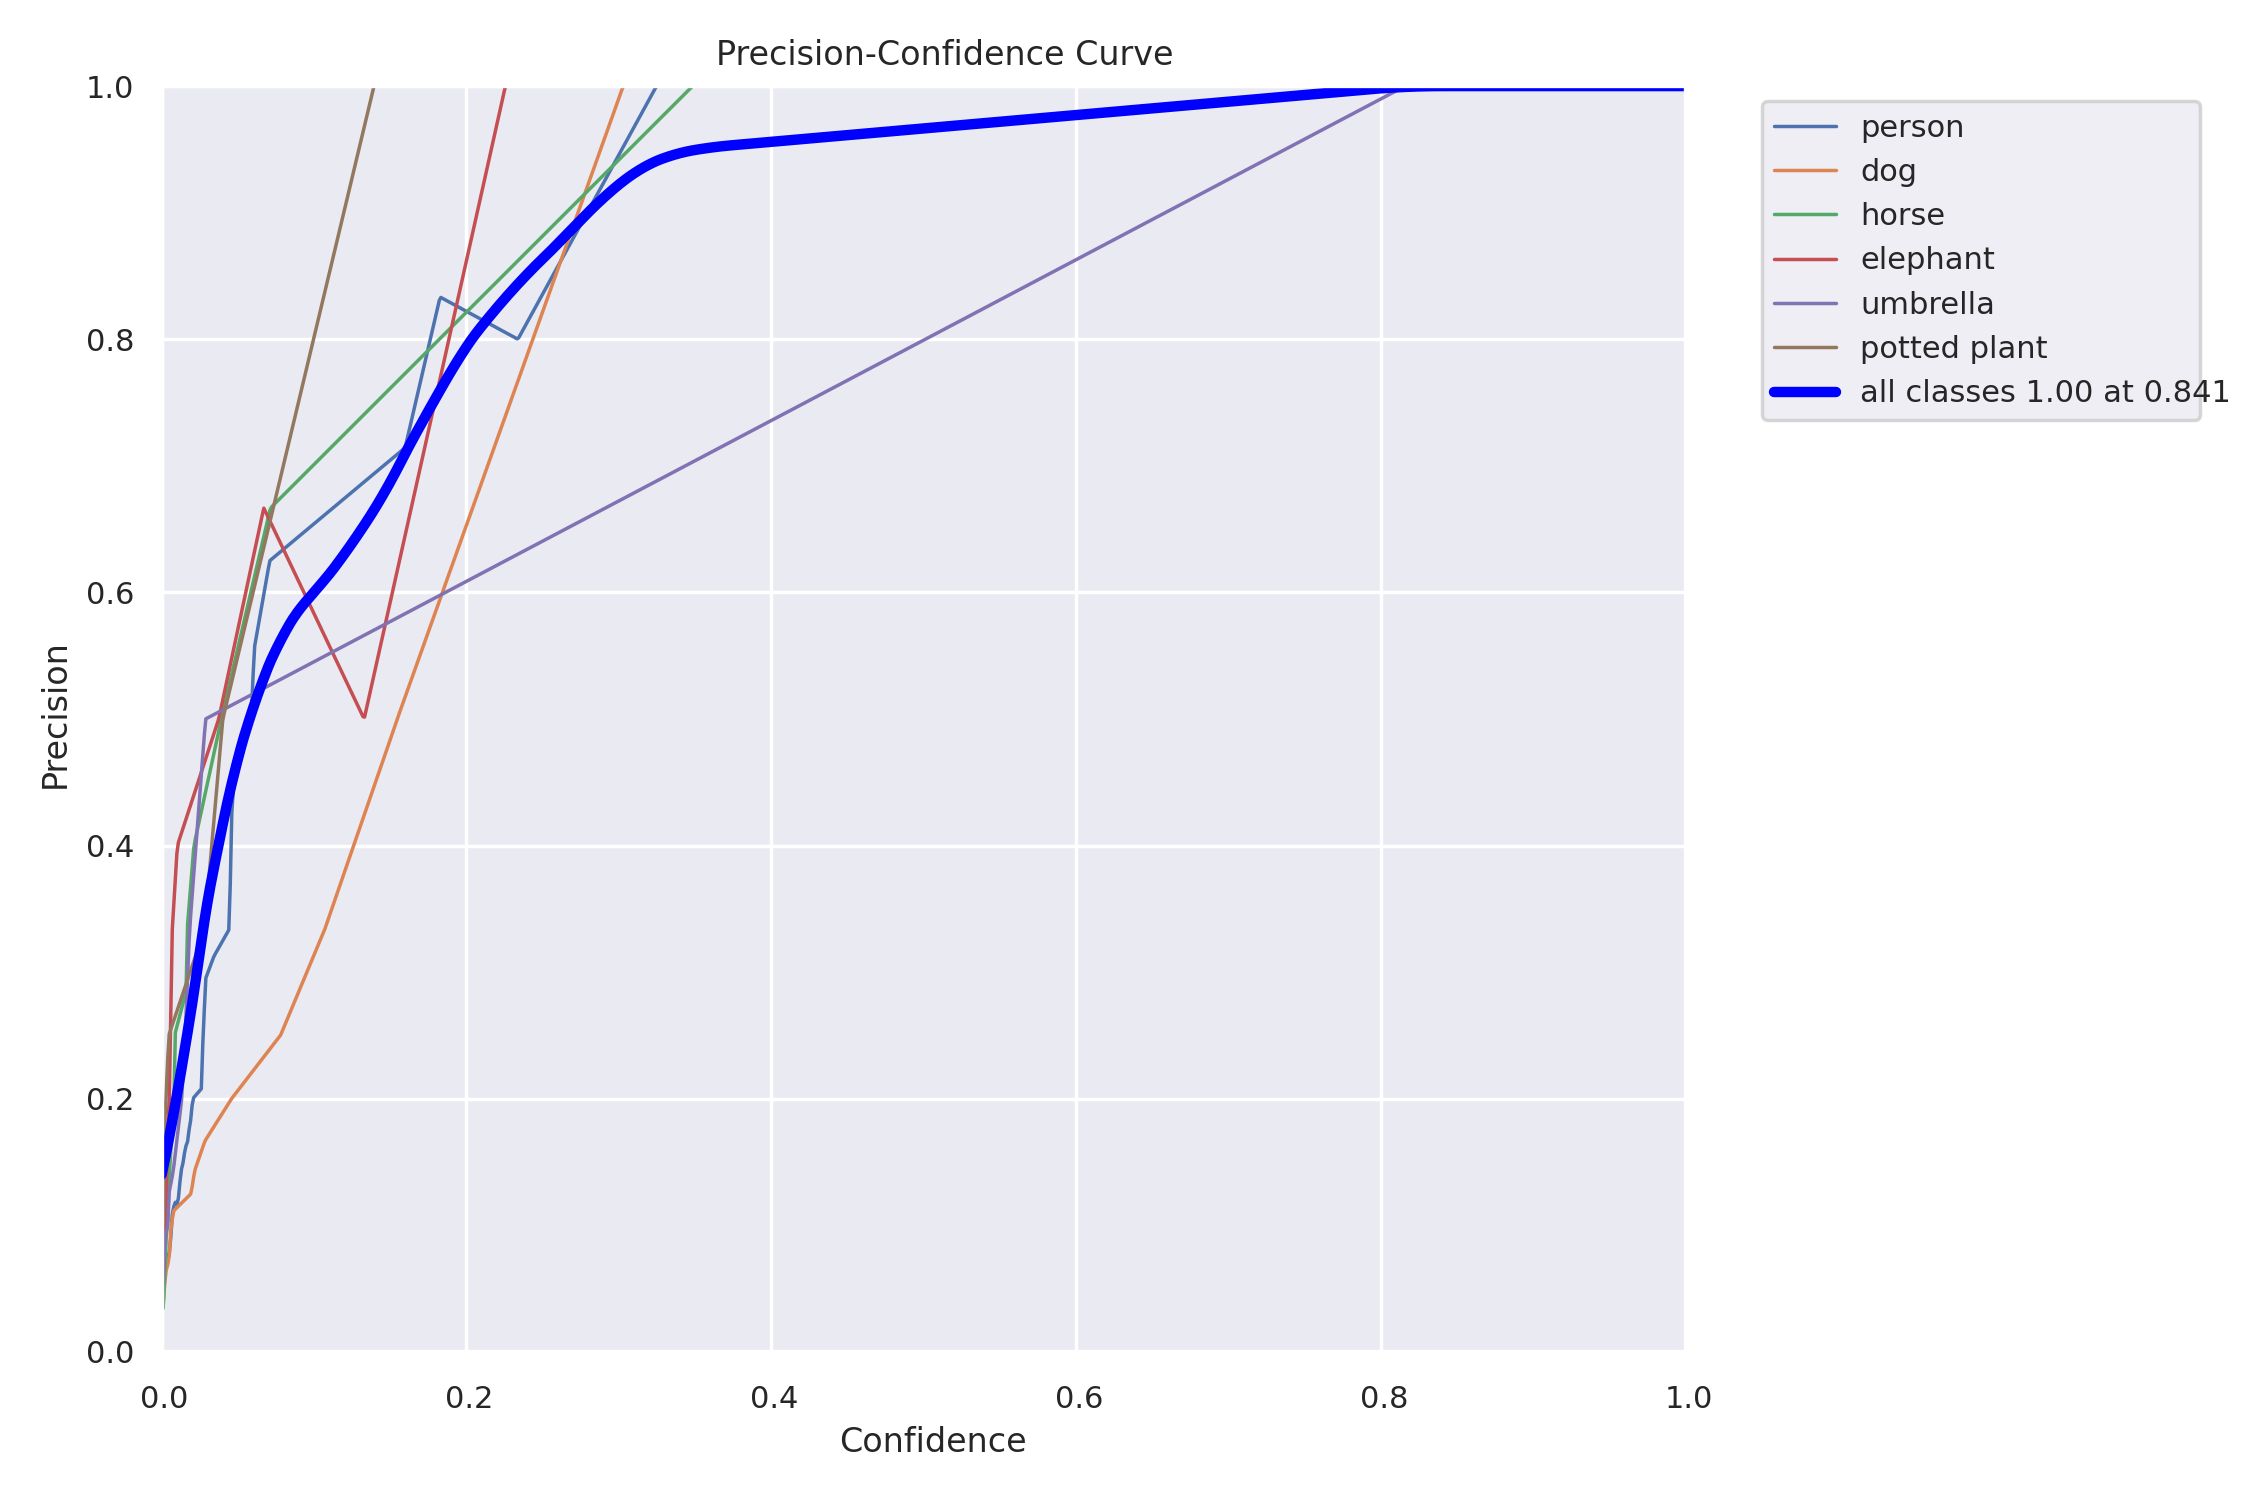 Precision-Confidence Curve
1.0
0.8
0.6
0.4
0.2
0.0
Precision
0.0 0.2 0.4 0.6 0.8 1.0
Confidence
person
dog
horse
elephant
umbrella
potted plant
all classes 1.00 at 0.841